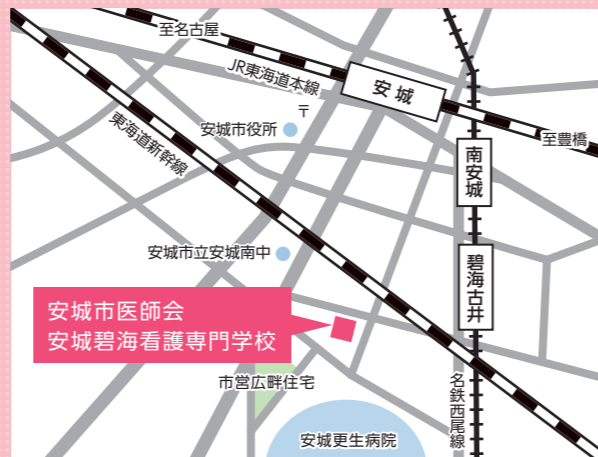 至名古屋
JR東海道本線
安城
〒
安城市役所
至豊橋
東海道新幹線
南安城
安城市立安城南中
碧海古井
安城市医師会
安城碧海看護専門学校
市営広畔住宅
名鉄西尾線
安城更生病院